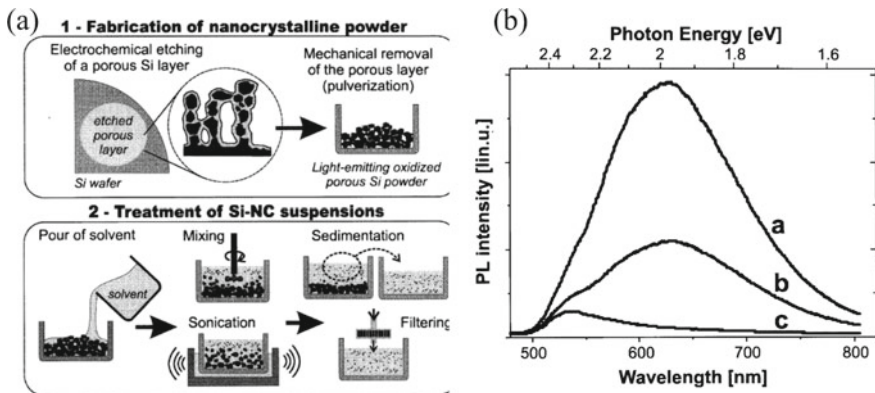 (a)
1 - Fabrication of nanocrystalline powder
Electrochemical etching
of a porous Si layer
etched
porous
layer
Si wafer
Mechanical removal
of the porous layer
(pulverization)
Light-emitting oxidized
porous Si powder
2 - Treatment of Si-NC suspensions
Pour of solvent
solvent
Mixing
Sonication
Sedimentation
Filtering
(b)
Photon Energy [eV]
2.4 2.2 2 1.8 1.6
PL intensity [lin.u.]
a
b
c
500 600 700 800
Wavelength [nm]